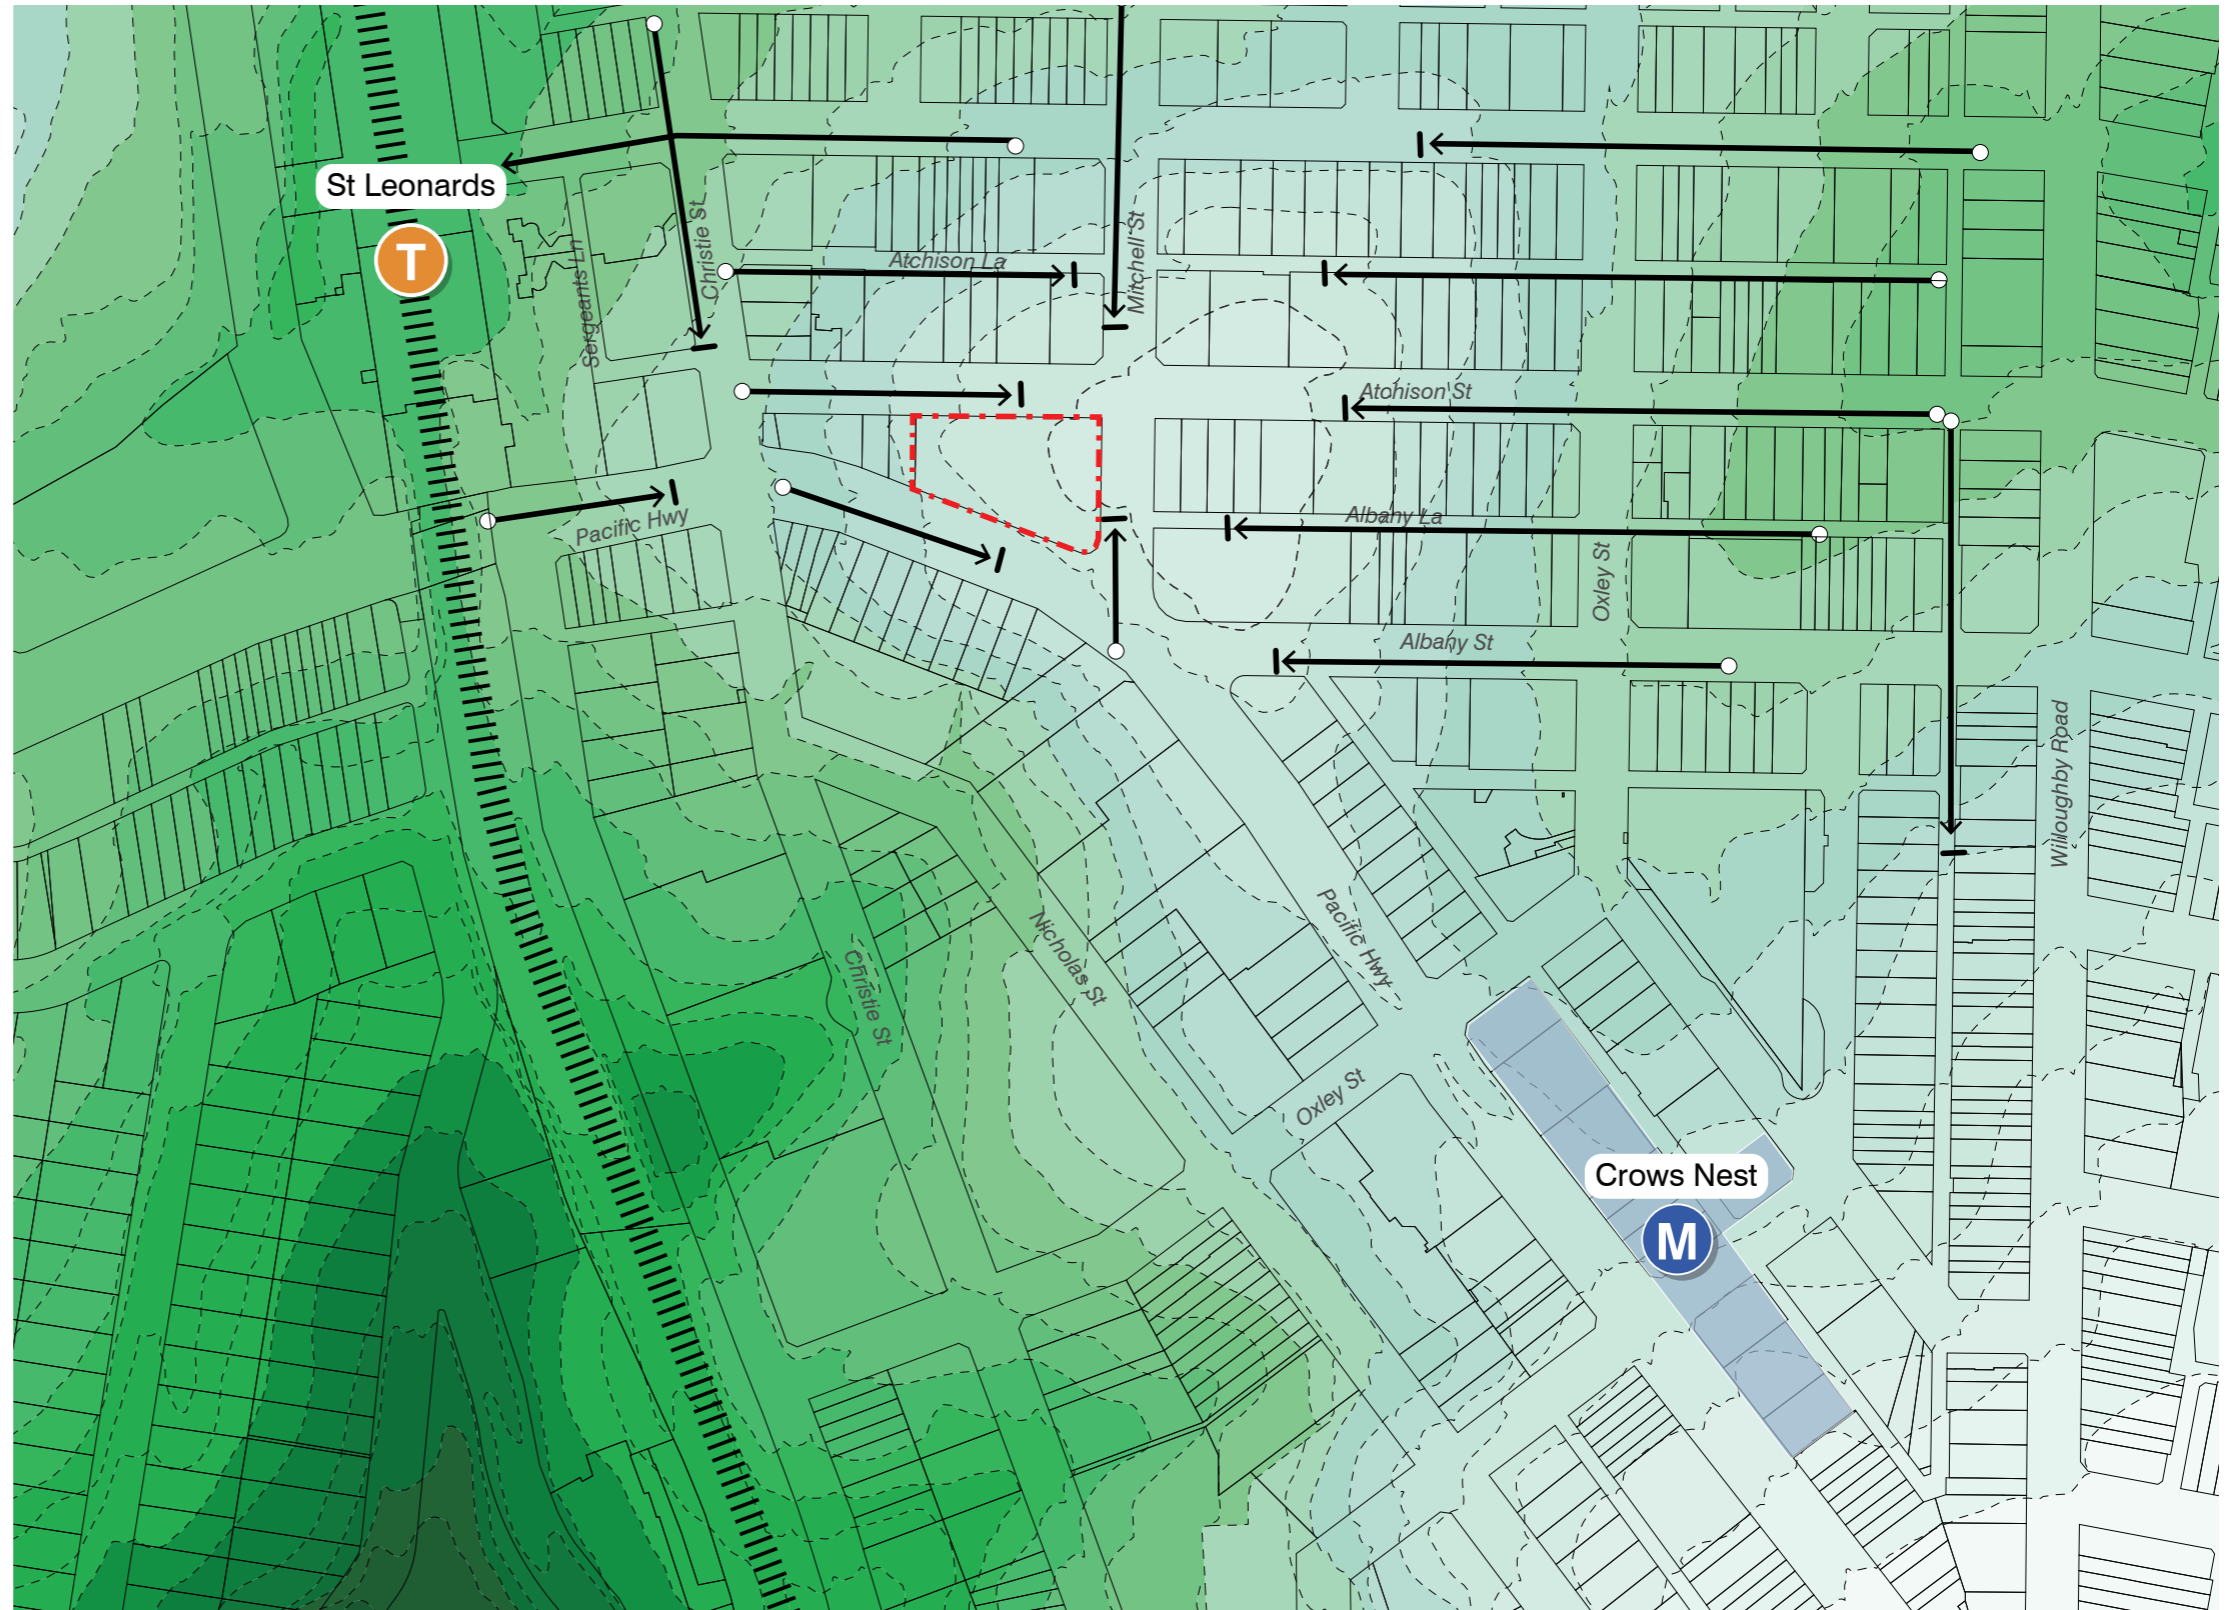 St Leonards
T
Christie St
Sergeants Ln
Atchison La
Mitchell St
Atchison St
Pacific Hwy
Albany La
Oxley St
Albany St
Willoughby Road
Pacific Hwy
Nicholas St
Christie St
Oxley St
Crows Nest
M